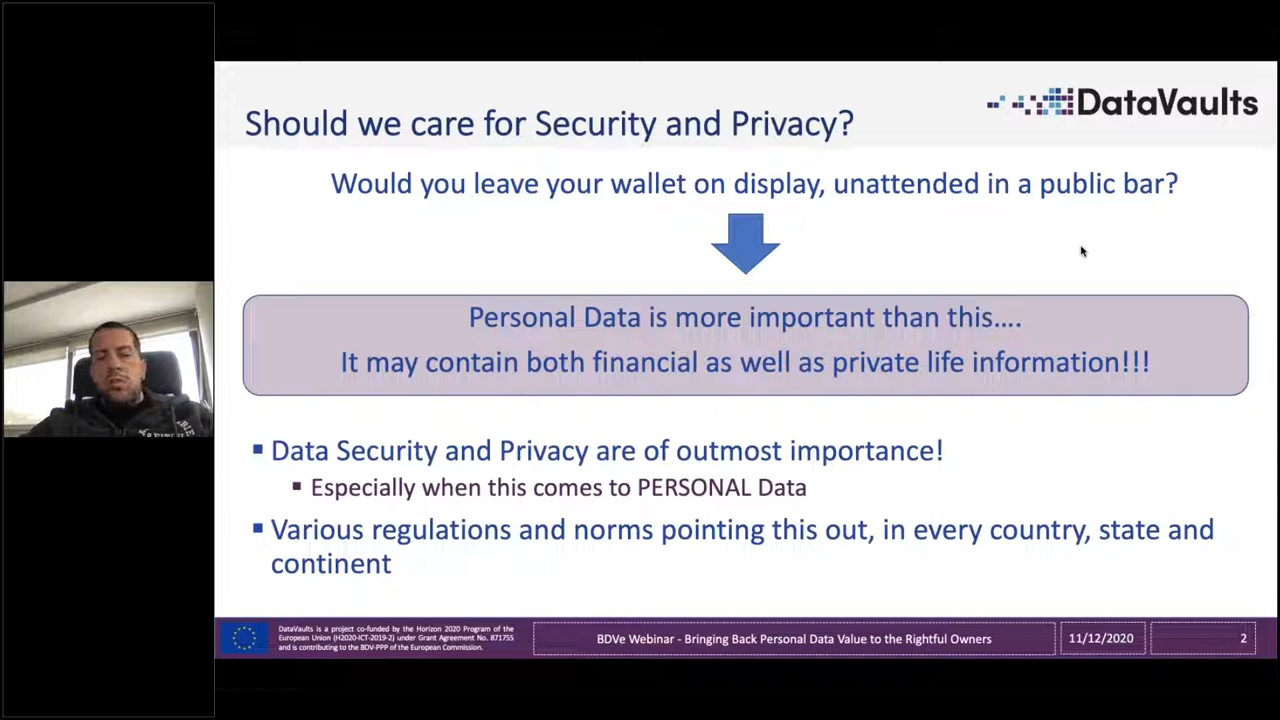 DataVaults
Should we care for Security and Privacy?
Would you leave your wallet on display, unattended in a public bar?
Personal Data is more important than this....
It may contain both financial as well as private life information!!!
▪ Data Security and Privacy are of outmost importance!
▪ Especially when this comes to PERSONAL Data
▪ Various regulations and norms pointing this out, in every country, state and
continent
DataVaults is a project co-funded by the Horizon 2020 Program of the
European Union (H2020-ICT-2019-2) under Grant Agreement No. 871755
and is contributing to the BDV-PPP of the European Commission.
BDVe Webinar - Bringing Back Personal Data Value to the Rightful Owners
11/12/2020
2